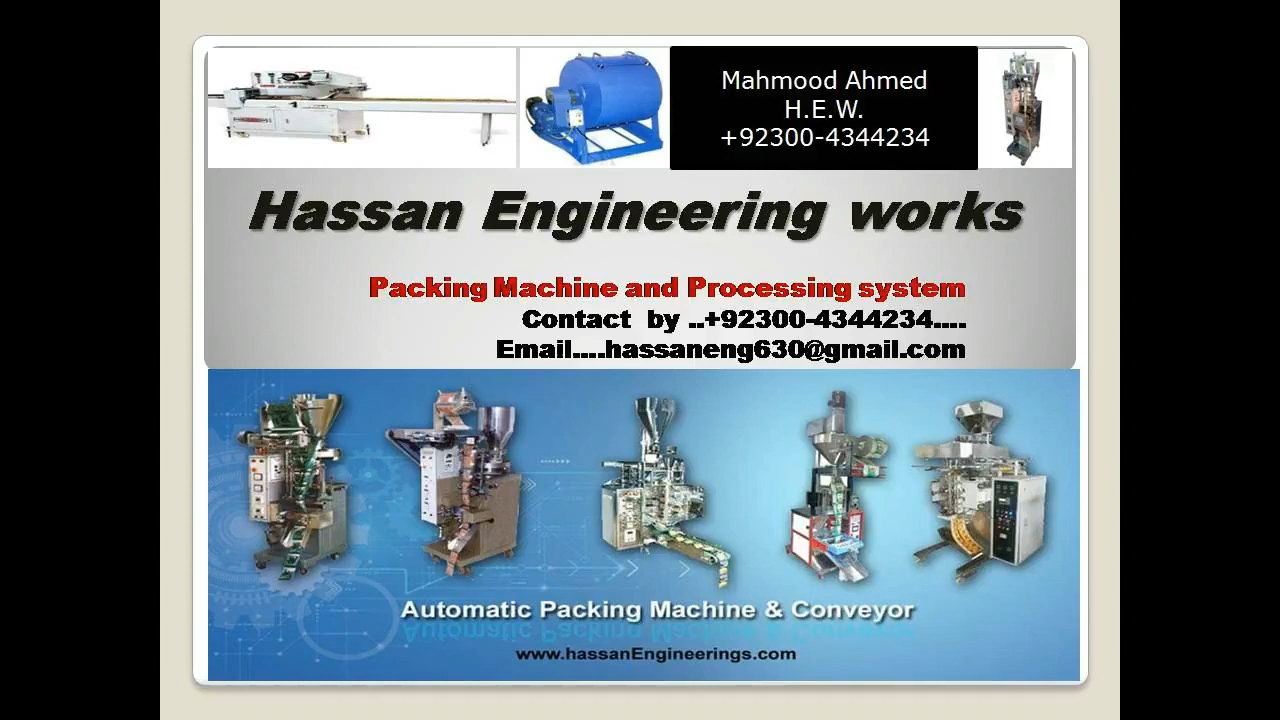 Mahmood Ahmed
H.E.W.
+92300-4344234
Hassan Engineering works
Packing Machine and Processing system
Contact by ..+92300-4344234....
Email....hassaneng630@gmail.com
Automatic Packing Machine & Conveyor
www.hassanEngineerings.com